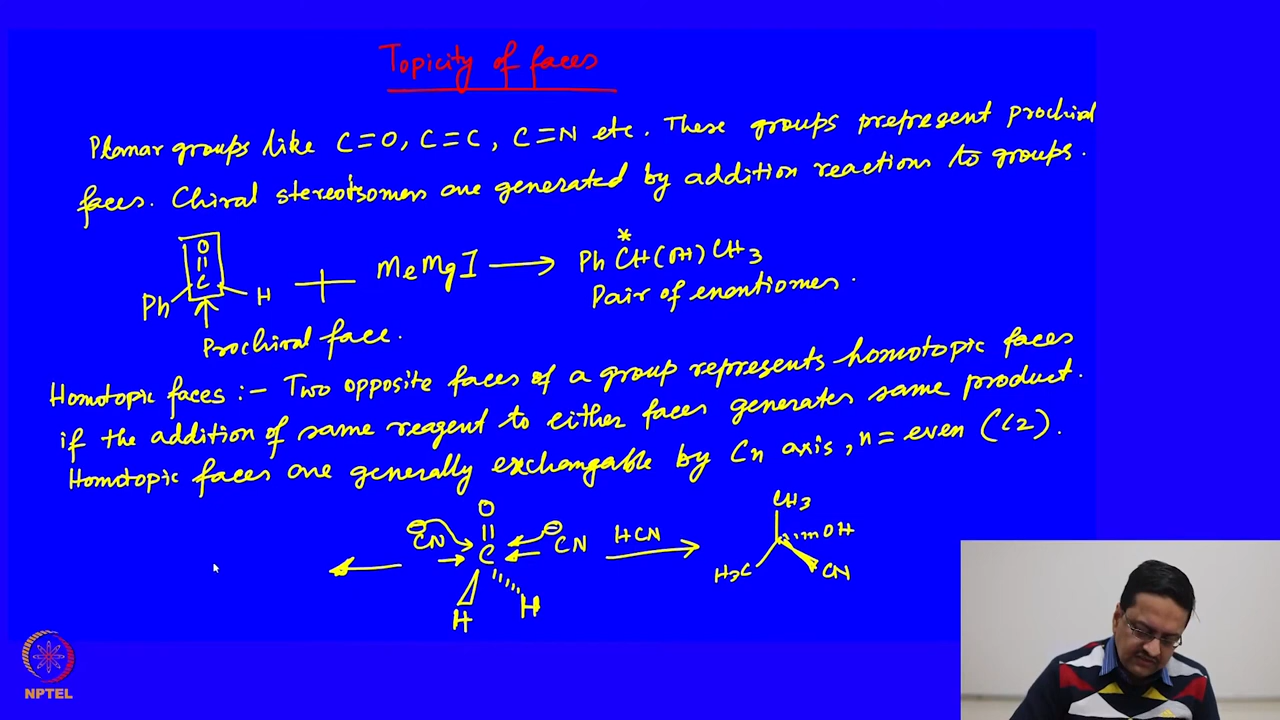 Topicity of faces
Planar groups like C=O, C=C, C=N etc. These groups prepresent prochiral
faces. Chiral stereoisomers are generated by addition reactions to groups.
O
||
C
Ph
H
+ MeMgI ⟶ Ph C*H(OH)CH3
Pair of enantiomers.
Prochiral face.
Homotopic faces :- Two opposite faces of a group represents homotopic faces
if the addition of same reagent to either faces generates same product.
Homotopic faces are generally exchangable by Cn axis, n = even (C2).
O
||
C
⊖
CN
⊖
CN
H
H
HCN
CH3
OH
H3C
CN
NPTEL